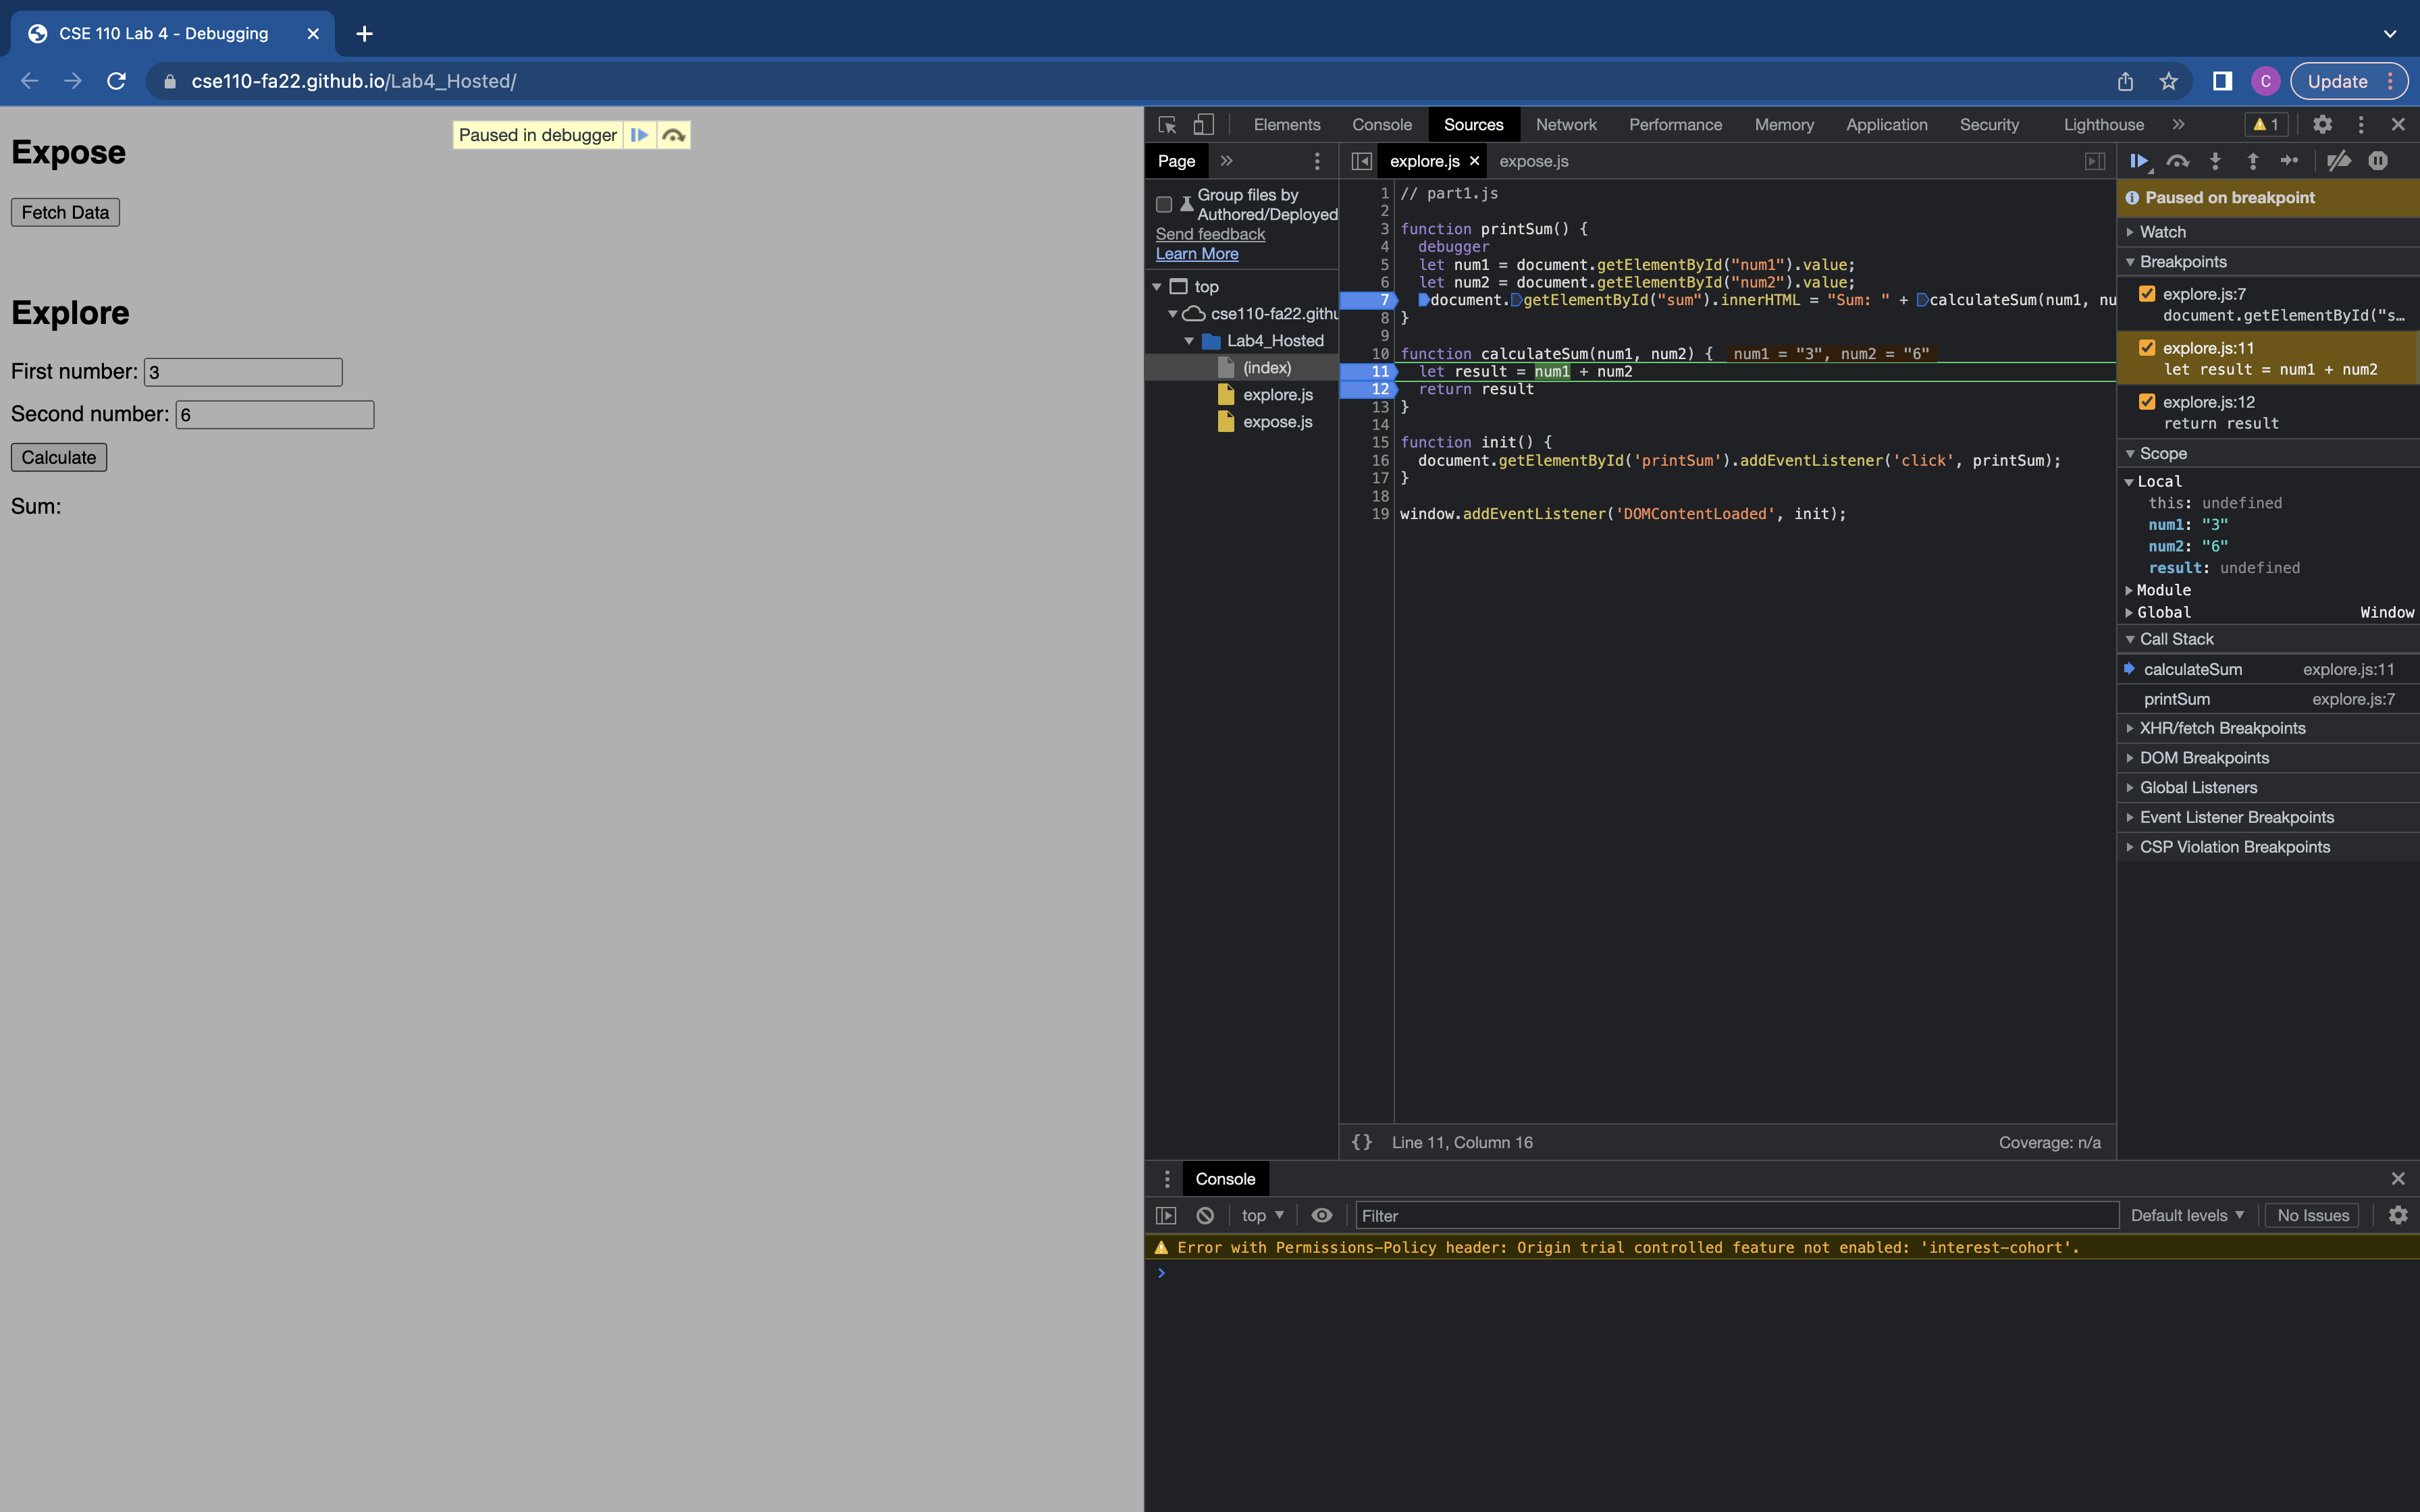 CSE 110 Lab 4 - Debugging
cse110-fa22.github.io/Lab4_Hosted/
C
Update
Expose
Paused in debugger
Fetch Data
Explore
First number: 3
Second number: 6
Calculate
Sum:
Elements Console Sources Network Performance Memory Application Security Lighthouse 1
Page
Group files by
Authored/Deployed
Send feedback
Learn More
top
cse110-fa22.githu
Lab4_Hosted
(index)
explore.js
expose.js
explore.js expose.js
1 // part1.js
2
3 function printSum() {
4 debugger
5 let num1 = document.getElementById("num1").value;
6 let num2 = document.getElementById("num2").value;
7 document.getElementById("sum").innerHTML = "Sum: " + calculateSum(num1, nu
8 }
9
10 function calculateSum(num1, num2) { num1 = "3", num2 = "6"
11 let result = num1 + num2
12 return result
13 }
14
15 function init() {
16 document.getElementById('printSum').addEventListener('click', printSum);
17 }
18
19 window.addEventListener('DOMContentLoaded', init);
{} Line 11, Column 16 Coverage: n/a
Paused on breakpoint
Watch
Breakpoints
explore.js:7
document.getElementById("s…
explore.js:11
let result = num1 + num2
explore.js:12
return result
Scope
Local
this: undefined
num1: "3"
num2: "6"
result: undefined
Module
Global Window
Call Stack
calculateSum explore.js:11
printSum explore.js:7
XHR/fetch Breakpoints
DOM Breakpoints
Global Listeners
Event Listener Breakpoints
CSP Violation Breakpoints
Console
top Filter Default levels No Issues
Error with Permissions-Policy header: Origin trial controlled feature not enabled: 'interest-cohort'.